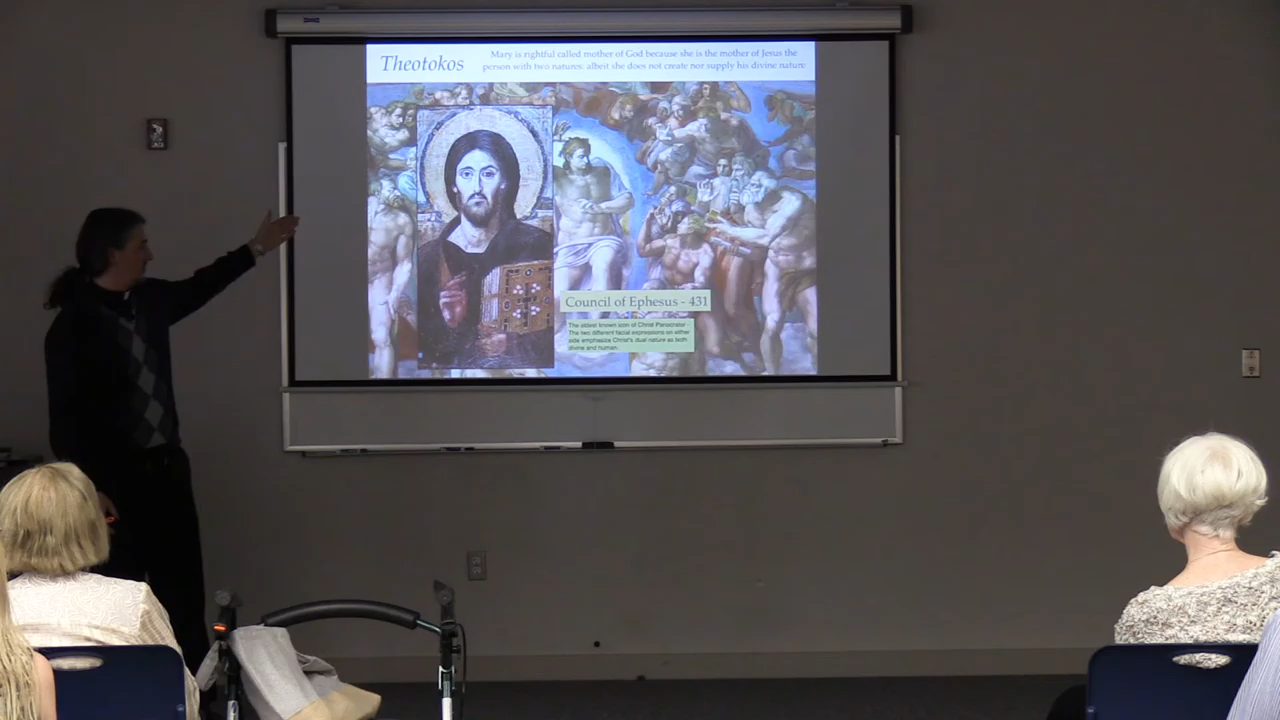 Theotokos
Mary is rightful called mother of God because she is the mother of Jesus the
person with two natures: albeit she does not create nor supply his divine nature
Council of Ephesus - 431
The oldest known icon of Christ Panocrator -
The two different facial expressions on either
side emphasize Christ's dual nature as both
divine and human.